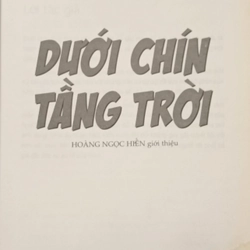 DƯỚI CHÍN
TẦNG TRỜI
HOÀNG NGỌC HIẾN giới thiệu